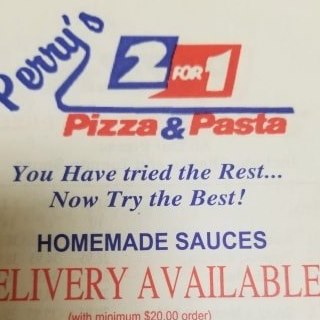 Perry's
2 FOR 1
Pizza & Pasta
You Have tried the Rest...
Now Try the Best!
HOMEMADE SAUCES
ELIVERY AVAILABLE
(with minimum $20.00 order)